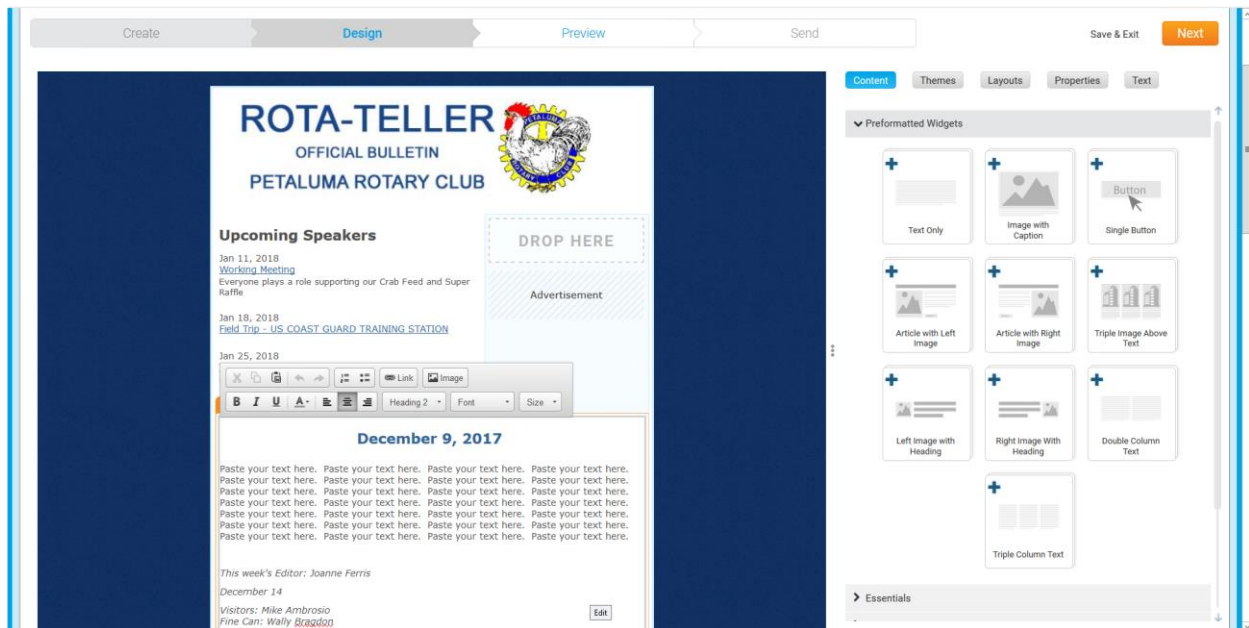 Create
Design
Preview
Send
Save & Exit
Next
ROTA-TELLER
OFFICIAL BULLETIN
PETALUMA ROTARY CLUB
PETALUMA
ROTARY CLUB
Upcoming Speakers
Jan 11, 2018
Working Meeting
Everyone plays a role supporting our Crab Feed and Super
Raffle
Jan 18, 2018
Field Trip - US COAST GUARD TRAINING STATION
Jan 25, 2018
DROP HERE
Advertisement
Link
Image
B I U A
Heading 2
Font
Size
December 9, 2017
Paste your text here. Paste your text here. Paste your text here. Paste your text here.
Paste your text here. Paste your text here. Paste your text here. Paste your text here.
Paste your text here. Paste your text here. Paste your text here. Paste your text here.
Paste your text here. Paste your text here. Paste your text here. Paste your text here.
Paste your text here. Paste your text here. Paste your text here. Paste your text here.
Paste your text here. Paste your text here. Paste your text here. Paste your text here.
Paste your text here. Paste your text here. Paste your text here. Paste your text here.
This week's Editor: Joanne Ferris
December 14
Visitors: Mike Ambrosio
Fine Can: Wally Bragdon
Edit
Content
Themes
Layouts
Properties
Text
Preformatted Widgets
Text Only
Image with
Caption
Button
Single Button
Article with Left
Image
Article with Right
Image
Triple Image Above
Text
Left Image with
Heading
Right Image With
Heading
Double Column
Text
Triple Column Text
Essentials